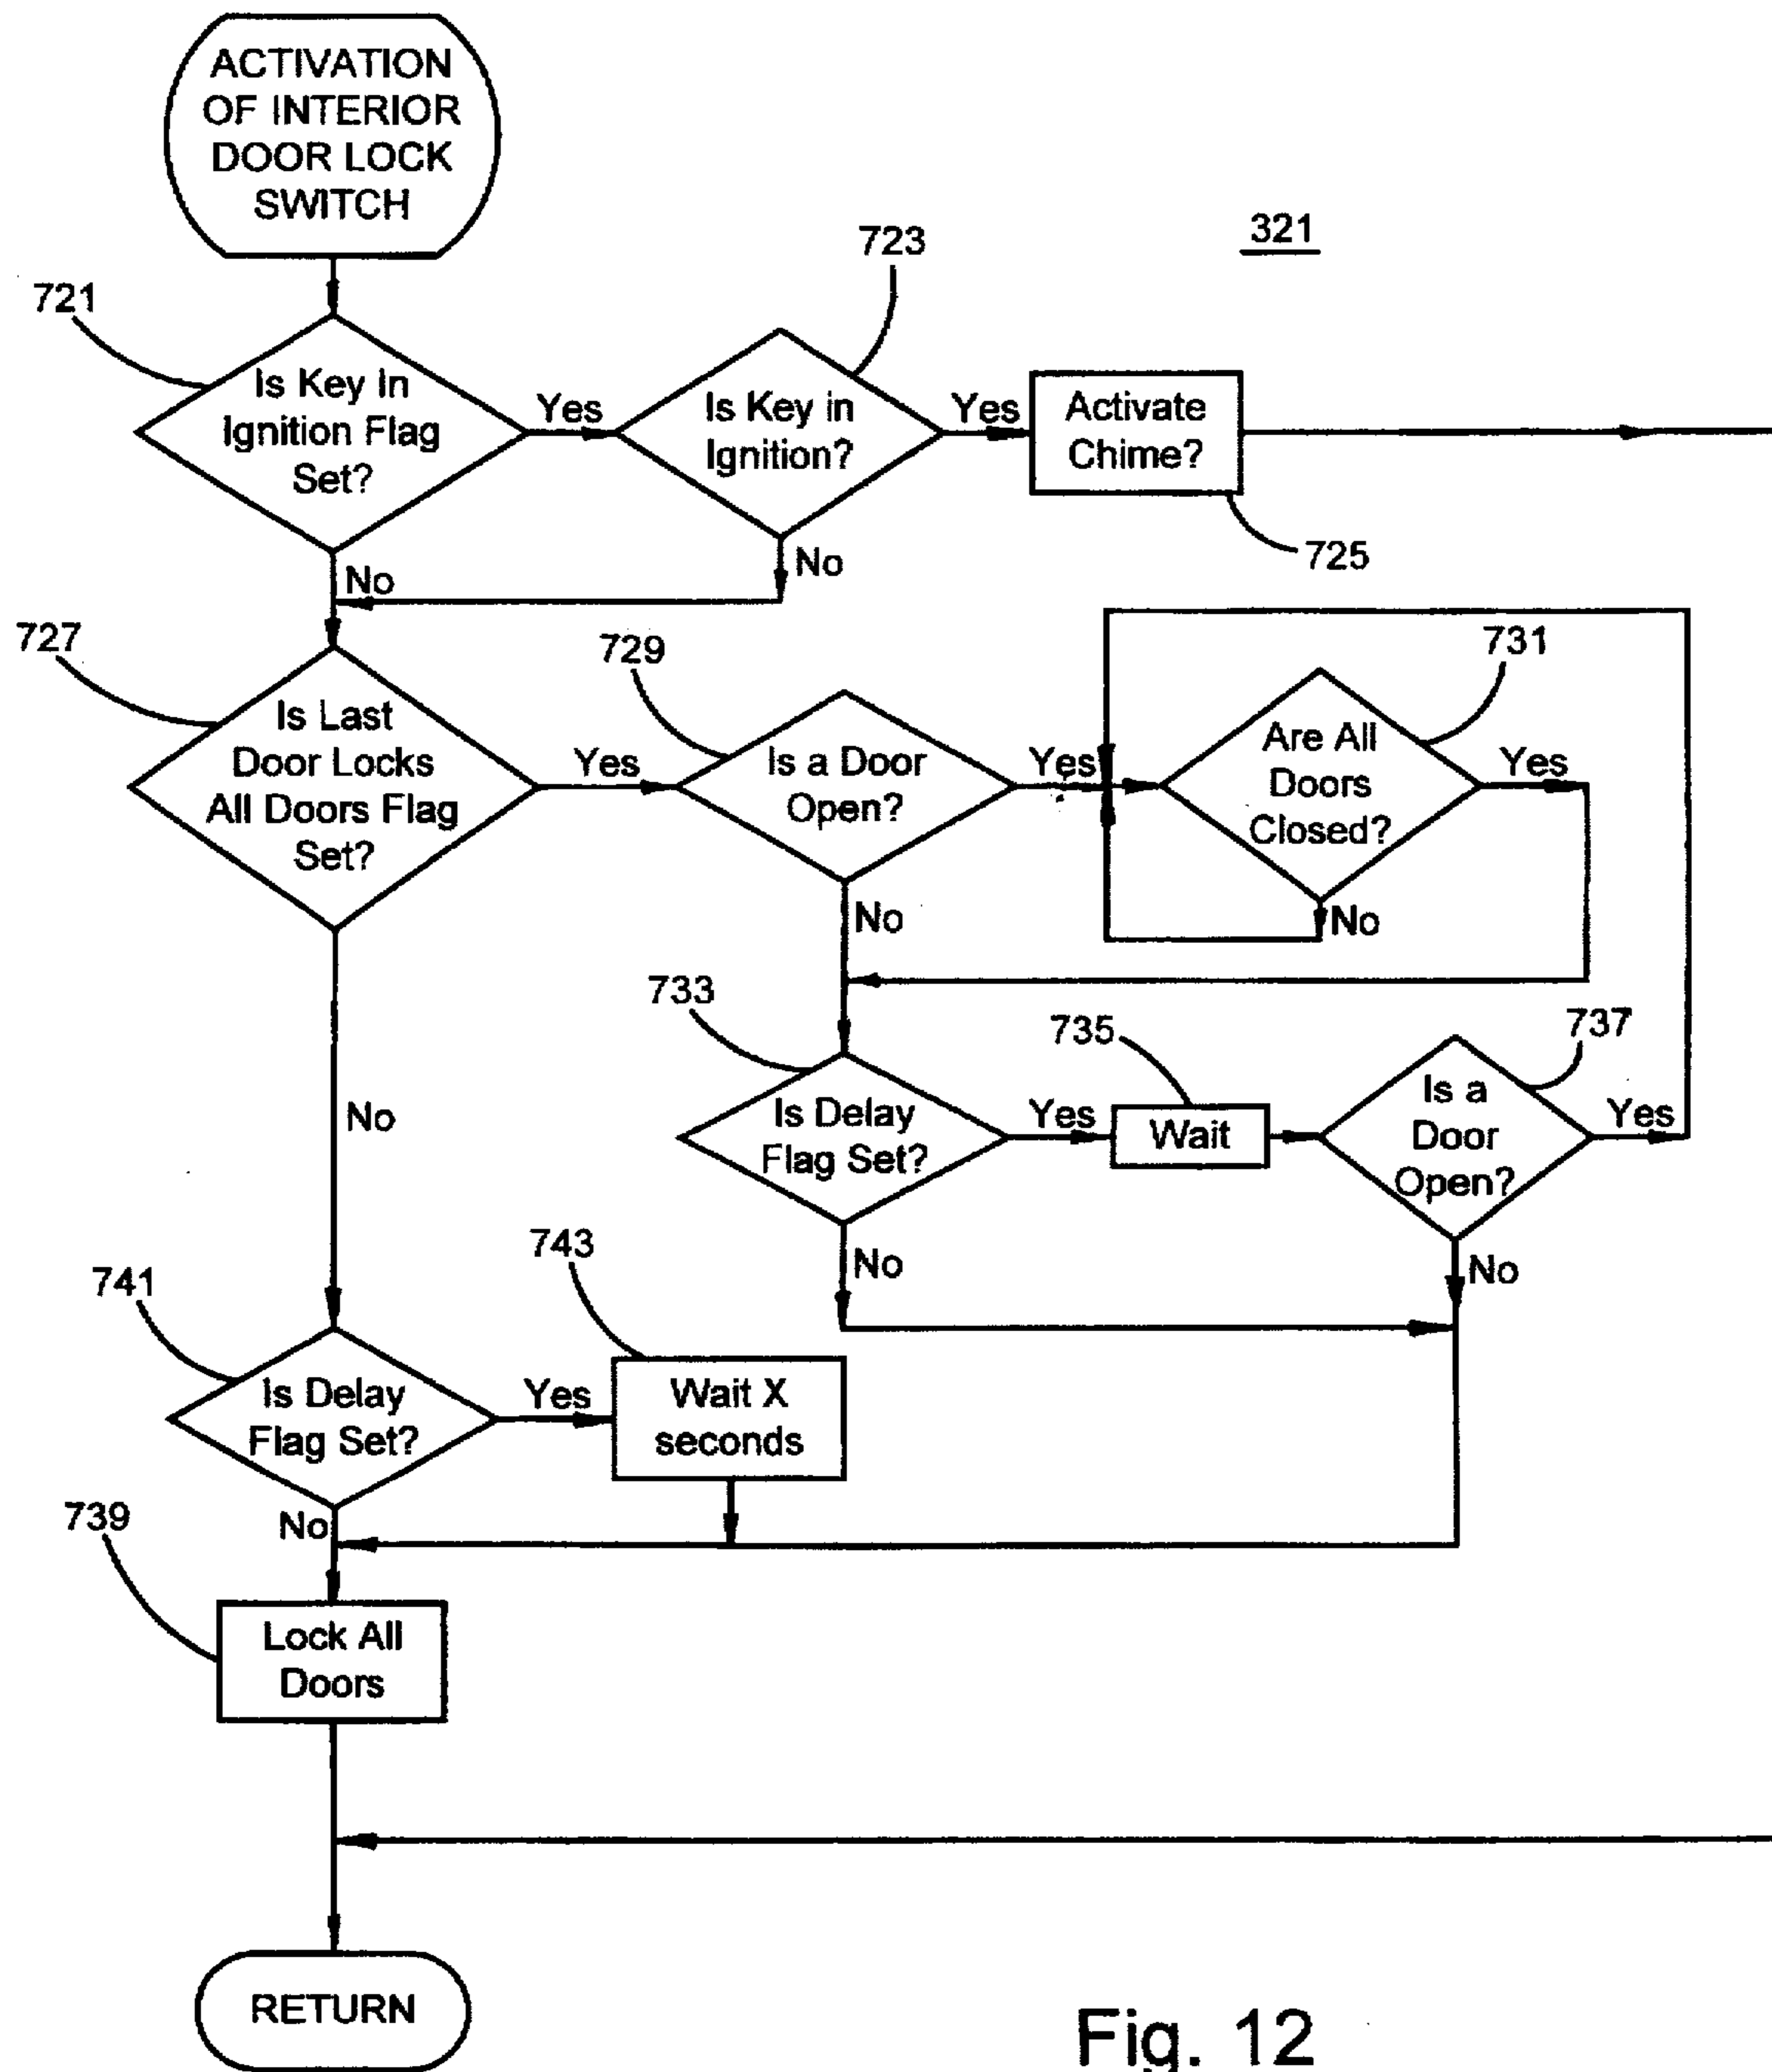 ACTIVATION
OF INTERIOR
DOOR LOCK
SWITCH
321
721
723
Is Key In
Ignition Flag
Set?
Yes
Is Key in
Ignition?
Yes
Activate
Chime?
725
No
No
727
729
731
Is Last
Door Locks
All Doors Flag
Set?
Yes
Is a Door
Open?
Yes
Are All
Doors
Closed?
Yes
No
No
No
733
735
737
Is Delay
Flag Set?
Yes
Wait
Is a
Door
Open?
Yes
No
No
741
743
Is Delay
Flag Set?
Yes
Wait X
seconds
No
739
Lock All
Doors
RETURN
Fig. 12